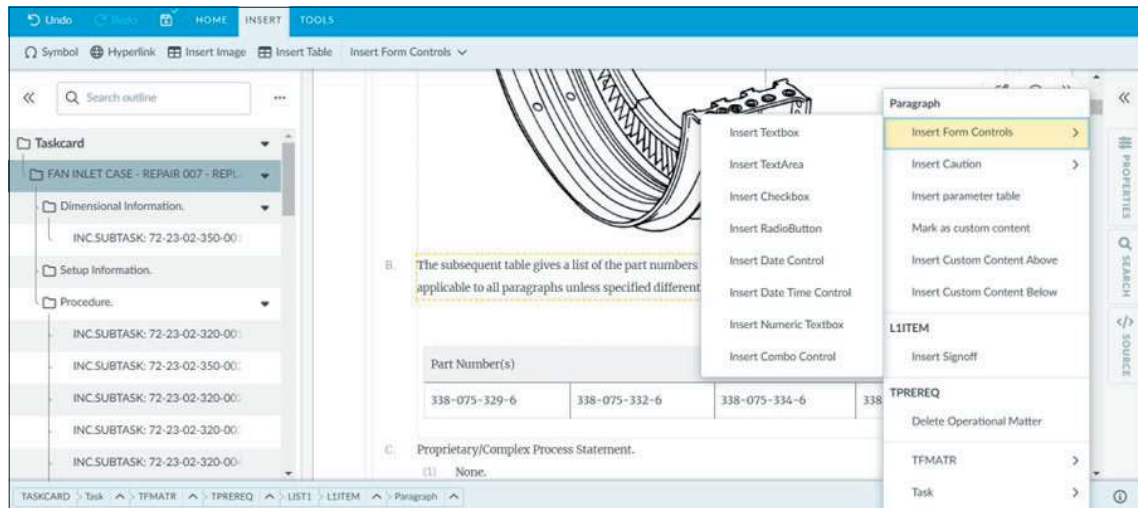 Undo
Redo
HOME
INSERT
TOOLS
Symbol
Hyperlink
Insert Image
Insert Table
Insert Form Controls
Search outline
Taskcard
FAN INLET CASE - REPAIR 007 - REPL
Dimensional Information.
INC.SUBTASK: 72-23-02-350-00
Setup Information.
Procedure.
INC.SUBTASK: 72-23-02-320-00
INC.SUBTASK: 72-23-02-350-00
INC.SUBTASK: 72-23-02-320-00
INC.SUBTASK: 72-23-02-320-00
INC.SUBTASK: 72-23-02-320-00
B. The subsequent table gives a list of the part numbers
applicable to all paragraphs unless specified different
Part Number(s)
338-075-329-6
338-075-332-6
338-075-334-6
338
C. Proprietary/Complex Process Statement.
(1) None.
Insert Textbox
Insert TextArea
Insert Checkbox
Insert RadioButton
Insert Date Control
Insert Date Time Control
Insert Numeric Textbox
Insert Combo Control
Paragraph
Insert Form Controls
Insert Caution
Insert parameter table
Mark as custom content
Insert Custom Content Above
Insert Custom Content Below
L1ITEM
Insert Signoff
TPREREQ
Delete Operational Matter
TFMATR
Task
PROPERTIES
SEARCH
SOURCE
TASKCARD
Task
TFMATR
TPREREQ
LIST1
L1ITEM
Paragraph